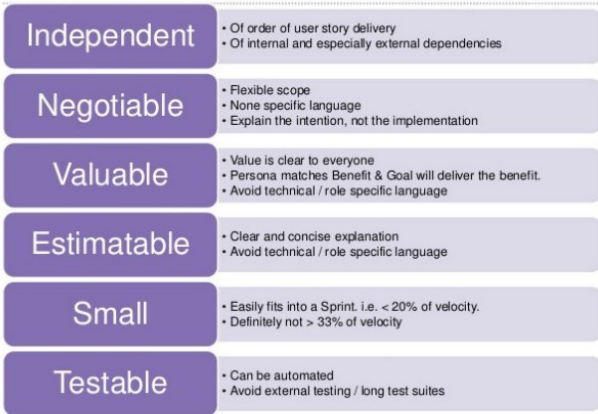 Independent
• Of order of user story delivery
• Of internal and especially external dependencies
Negotiable
• Flexible scope
• None specific language
• Explain the intention, not the implementation
Valuable
• Value is clear to everyone
• Persona matches Benefit & Goal will deliver the benefit.
• Avoid technical / role specific language
Estimatable
• Clear and concise explanation
• Avoid technical / role specific language
Small
• Easily fits into a Sprint. i.e. < 20% of velocity.
• Definitely not > 33% of velocity
Testable
• Can be automated
• Avoid external testing / long test suites